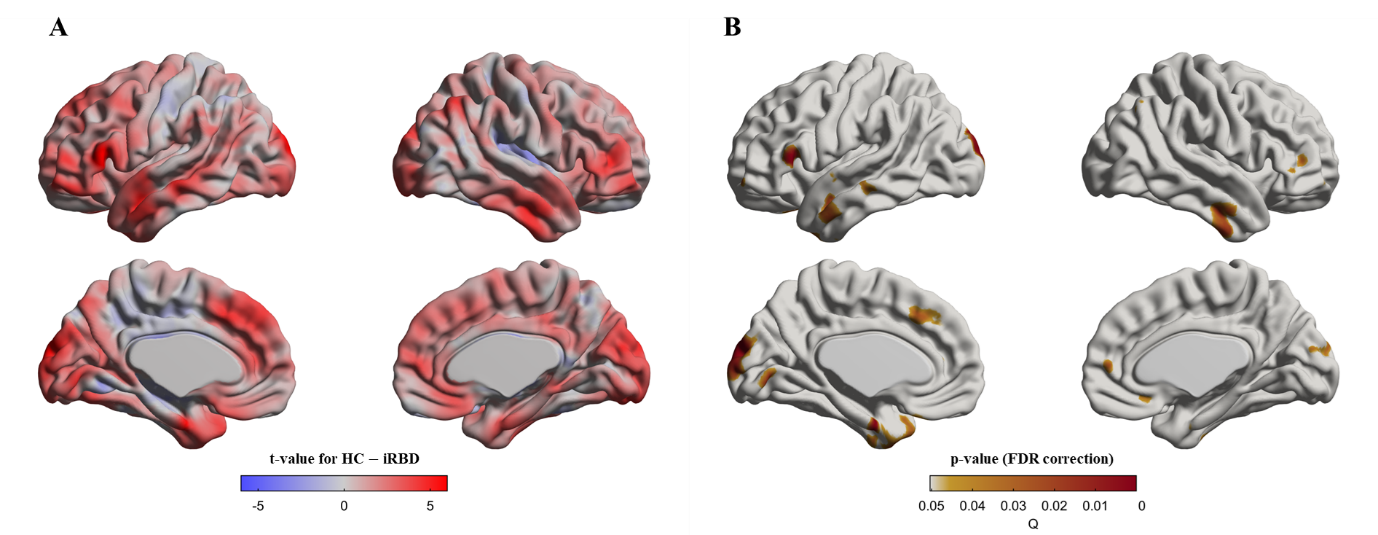 A
B
t-value for HC – iRBD
-5 0 5
p-value (FDR correction)
0.05 0.04 0.03 0.02 0.01 0
Q